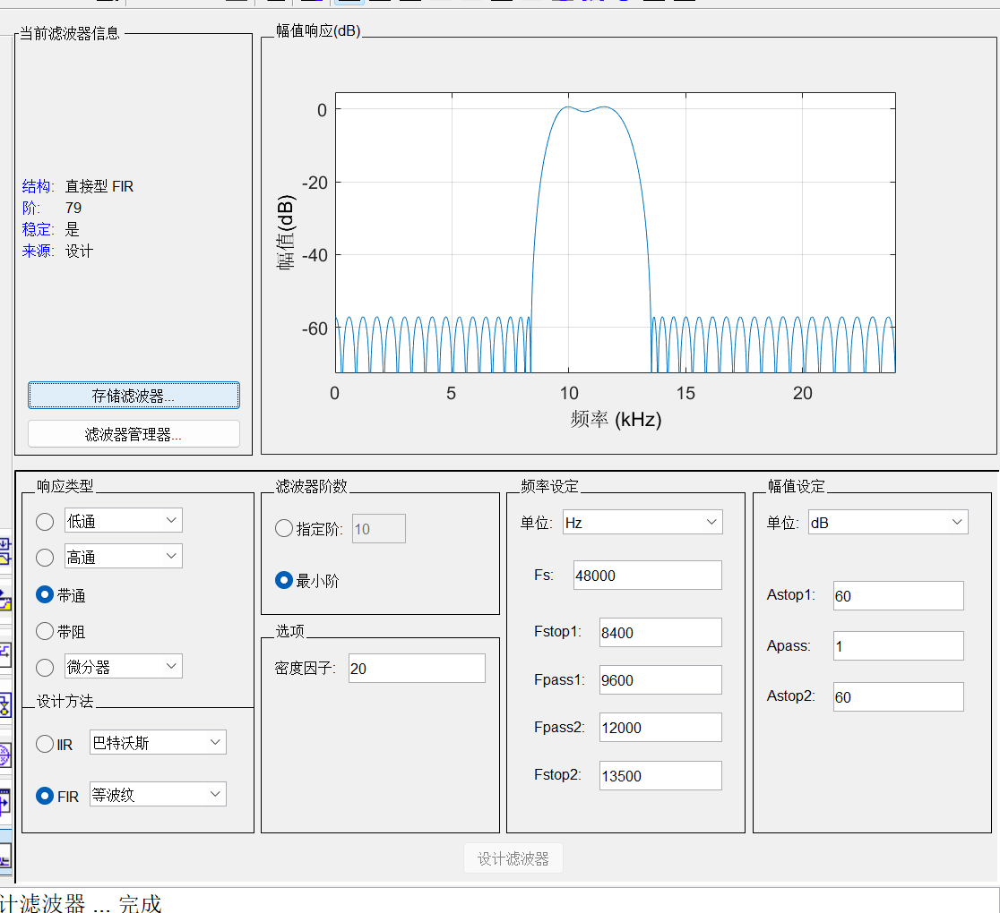 当前滤波器信息
结构: 直接型 FIR
阶: 79
稳定: 是
来源: 设计
存储滤波器...
滤波器管理器...
幅值响应(dB)
0
-20
-40
-60
幅值(dB)
0 5 10 15 20
频率 (kHz)
响应类型
低通
高通
带通
带阻
微分器
设计方法
IIR 巴特沃斯
FIR 等波纹
滤波器阶数
指定阶: 10
最小阶
选项
密度因子: 20
频率设定
单位: Hz
Fs: 48000
Fstop1: 8400
Fpass1: 9600
Fpass2: 12000
Fstop2: 13500
幅值设定
单位: dB
Astop1: 60
Apass: 1
Astop2: 60
设计滤波器
计滤波器 ... 完成